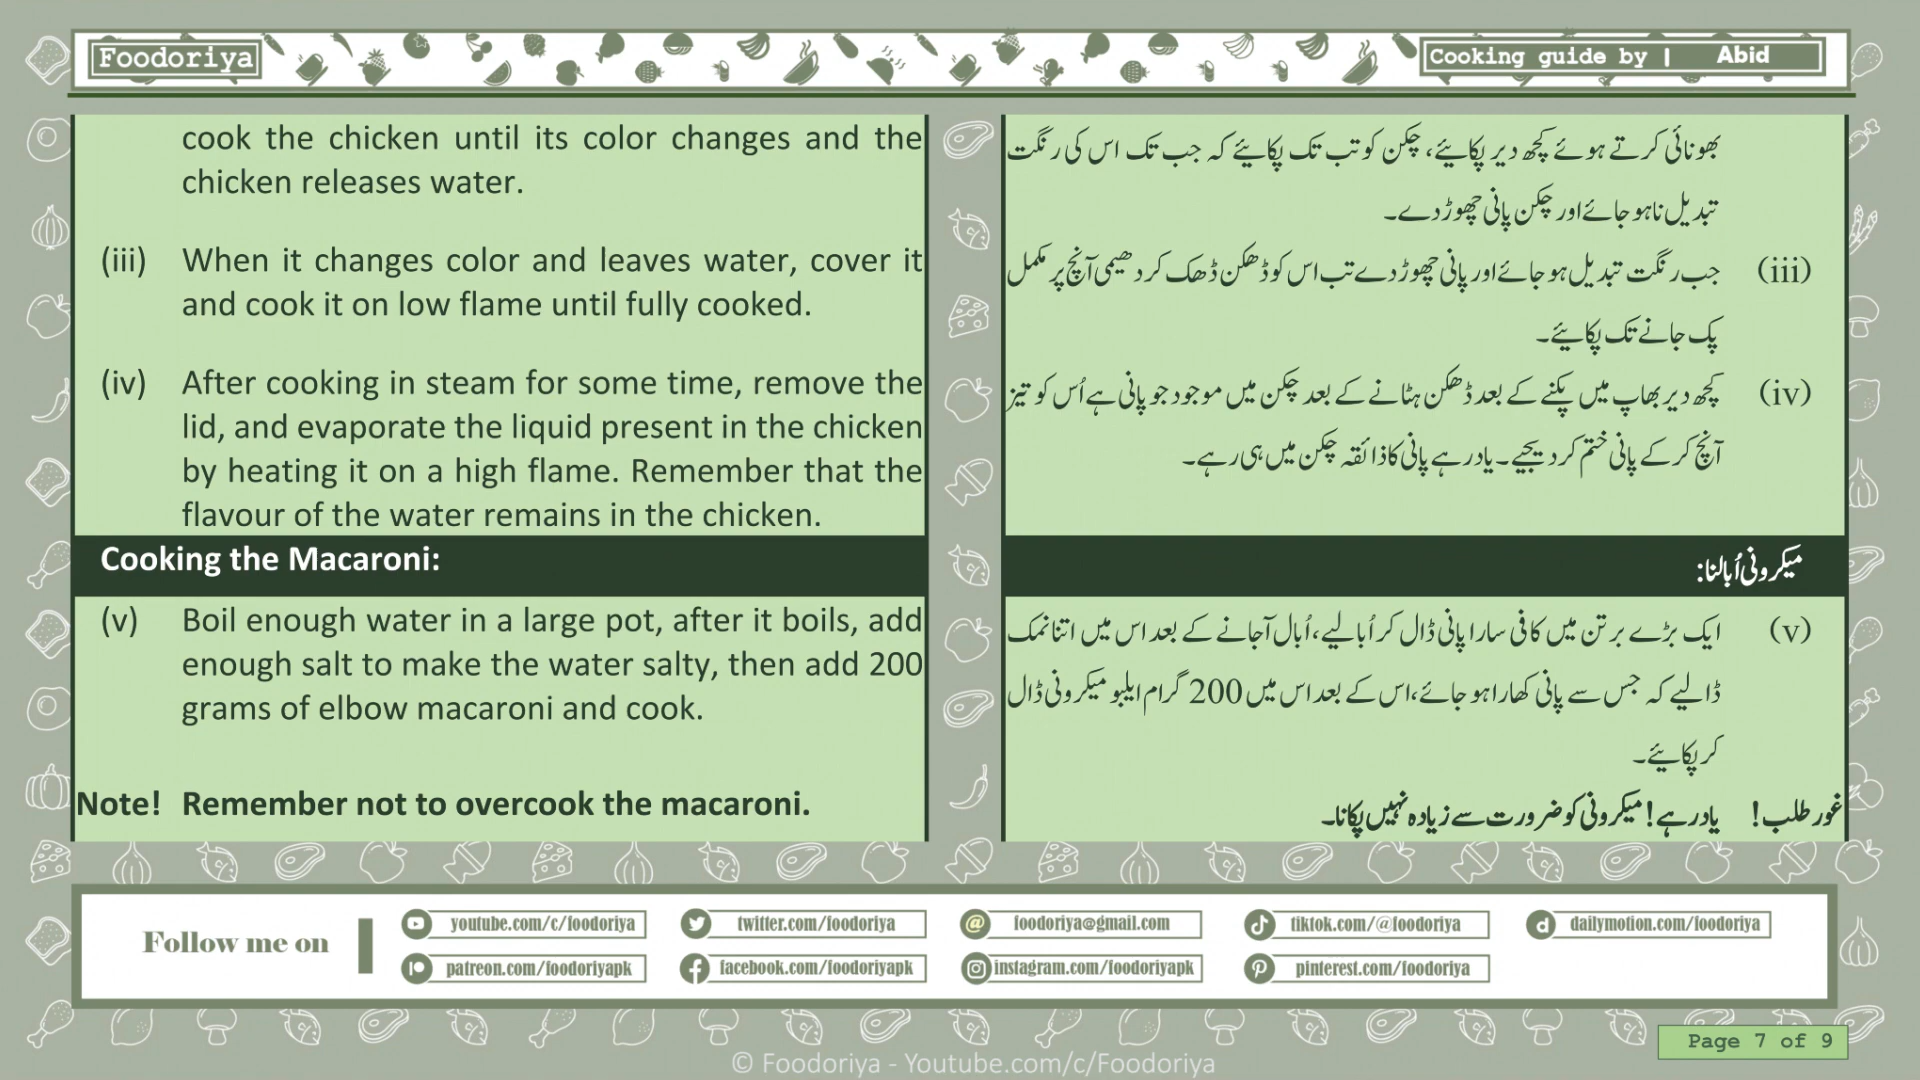 Foodoriya
Cooking guide by | Abid
cook the chicken until its color changes and the
chicken releases water.
(iii) When it changes color and leaves water, cover it
and cook it on low flame until fully cooked.
(iv) After cooking in steam for some time, remove the
lid, and evaporate the liquid present in the chicken
by heating it on a high flame. Remember that the
flavour of the water remains in the chicken.
Cooking the Macaroni:
(v) Boil enough water in a large pot, after it boils, add
enough salt to make the water salty, then add 200
grams of elbow macaroni and cook.
Note! Remember not to overcook the macaroni.
بھونائی کرتے ہوئے کچھ دیر پکائیے، چکن کو تب تک پکائیے کہ جب تک اس کی رنگت
تبدیل نا ہو جائے اور چکن پانی چھوڑ دے۔
(iii) جب رنگت تبدیل ہو جائے اور پانی چھوڑ دے تب اس کو ڈھکن ڈھک کر دھیمی آنچ پر مکمل
پک جانے تک پکائیے۔
(iv) کچھ دیر بھاپ میں پکنے کے بعد ڈھکن ہٹانے کے بعد چکن میں موجود جو پانی ہے اُس کو تیز
آنچ کر کے پانی ختم کر دیجیے۔ یاد رہے پانی کا ذائقہ چکن میں ہی رہے۔
میکرونی اُبالنا:
(v) ایک بڑے برتن میں کافی سارا پانی ڈال کر اُبالیے، اُبال آ جانے کے بعد اس میں اتنا نمک
ڈالیے کہ جس سے پانی کھارا ہو جائے، اس کے بعد اس میں 200 گرام ایلبو میکرونی ڈال
کر پکائیے۔
غور طلب! یاد رہے! میکرونی کو ضرورت سے زیادہ نہیں پکانا۔
Follow me on
youtube.com/c/foodoriya
twitter.com/foodoriya
foodoriya@gmail.com
tiktok.com/@foodoriya
dailymotion.com/foodoriya
patreon.com/foodoriyapk
facebook.com/foodoriyapk
instagram.com/foodoriyapk
pinterest.com/foodoriya
Page 7 of 9
© Foodoriya - Youtube.com/c/Foodoriya